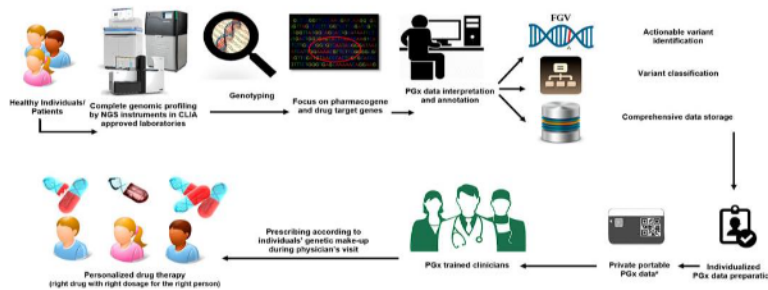 FGV
Actionable variant
identification
Genotyping
Variant classification
Healthy Individuals/
Patients
Complete genomic profiling
by NGS instruments in CLIA
approved laboratories
Focus on pharmacogene
and drug target genes
PGx data interpretation
and annotation
Comprehensive data storage
Prescribing according to
individuals' genetic make-up
during physician's visit
Personalized drug therapy
(right drug with right dosage for the right person)
PGx trained clinicians
Private portable
PGx data*
Individualized
PGx data preparatio